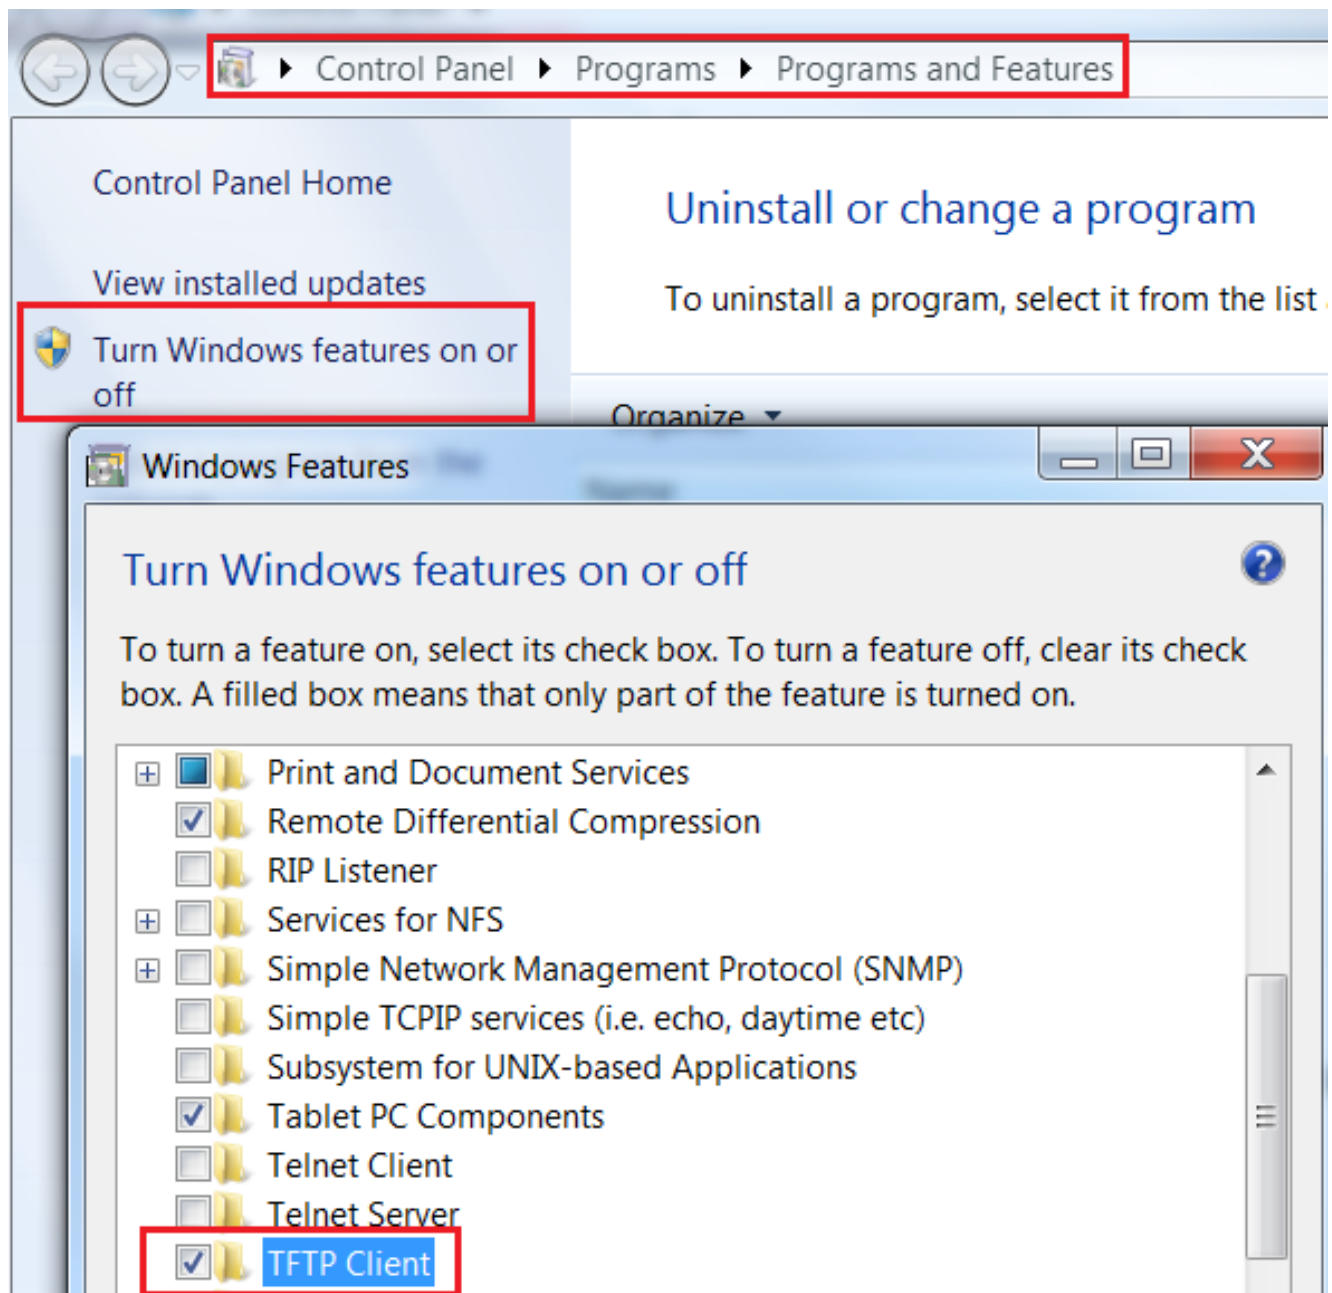 Control Panel Programs Programs and Features
Control Panel Home
View installed updates
Turn Windows features on or
off
Uninstall or change a program
To uninstall a program, select it from the list
Organize
Windows Features
Name
Turn Windows features on or off
To turn a feature on, select its check box. To turn a feature off, clear its check
box. A filled box means that only part of the feature is turned on.
Print and Document Services
Remote Differential Compression
RIP Listener
Services for NFS
Simple Network Management Protocol (SNMP)
Simple TCPIP services (i.e. echo, daytime etc)
Subsystem for UNIX-based Applications
Tablet PC Components
Telnet Client
Telnet Server
TFTP Client